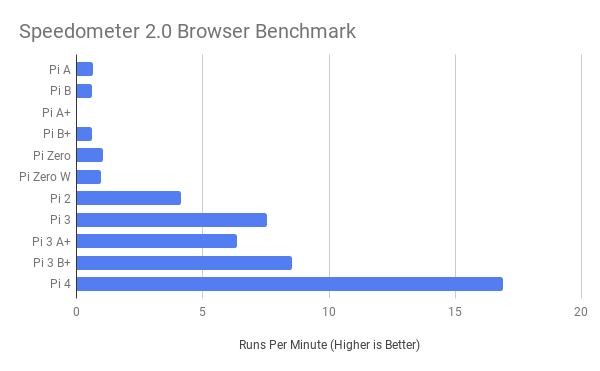 Speedometer 2.0 Browser Benchmark
Pi A
Pi B
Pi A+
Pi B+
Pi Zero
Pi Zero W
Pi 2
Pi 3
Pi 3 A+
Pi 3 B+
Pi 4
0 5 10 15 20
Runs Per Minute (Higher is Better)